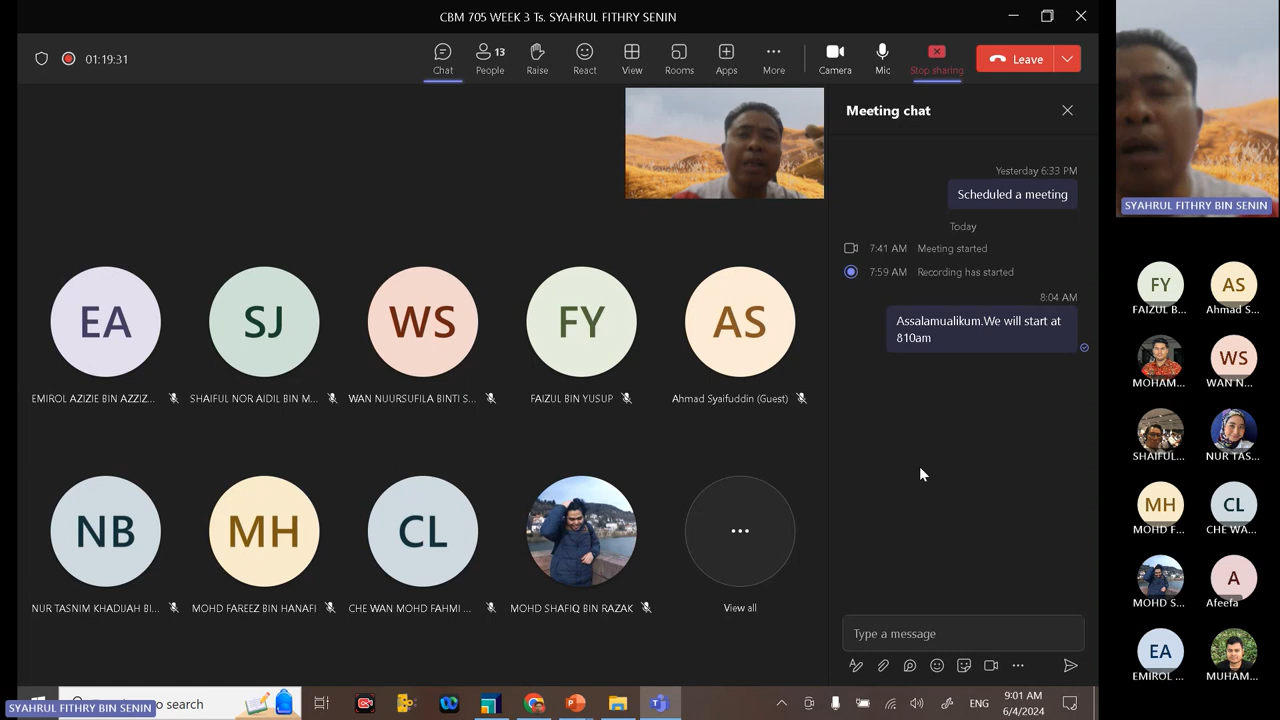 CBM 705 WEEK 3 Ts. SYAHRUL FITHRY SENIN
01:19:31
Chat
13
People
Raise
React
View
Rooms
Apps
More
Camera
Mic
Stop sharing
Leave
Meeting chat
Yesterday 6:33 PM
Scheduled a meeting
Today
7:41 AM Meeting started
7:59 AM Recording has started
8:04 AM
Assalamualikum.We will start at
810am
Type a message
EA
SJ
WS
FY
AS
EMIROL AZIZIE BIN AZZIZ...
SHAIFUL NOR AIDIL BIN M...
WAN NUURSUFILA BINTI S...
FAIZUL BIN YUSUP
Ahmad Syaifuddin (Guest)
NB
MH
CL
...
NUR TASNIM KHADIJAH BI...
MOHD FAREEZ BIN HANAFI
CHE WAN MOHD FAHMI ...
MOHD SHAFIQ BIN RAZAK
View all
SYAHRUL FITHRY BIN SENIN
FY
AS
FAIZUL B...
Ahmad S...
WS
MOHAM...
WAN N...
SHAIFUL...
NUR TAS...
MH
CL
MOHD F...
CHE WA...
A
MOHD S...
Afeefa
EA
EMIROL ...
MUHAM...
SYAHRUL FITHRY BIN SENIN
to search
ENG
9:01 AM
6/4/2024